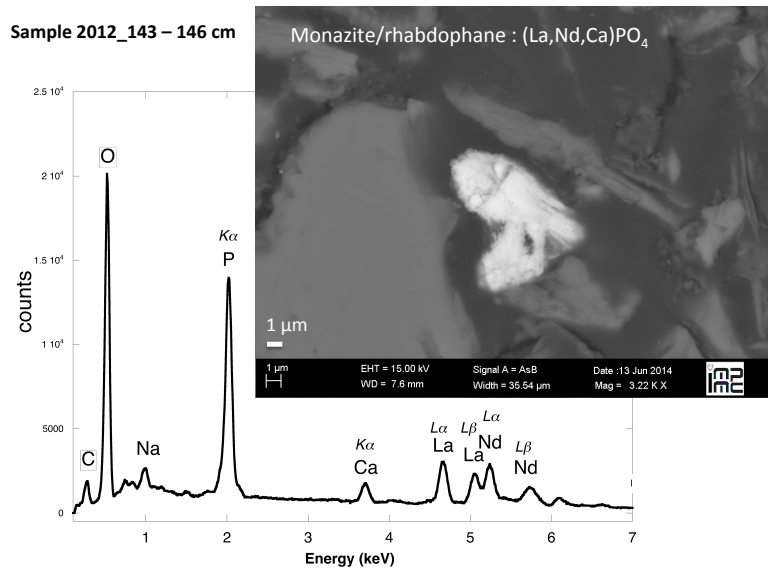 Sample 2012_143 – 146 cm
Monazite/rhabdophane : (La,Nd,Ca)PO₄
1 µm
1 µm
EHT = 15.00 kV
WD = 7.6 mm
Signal A = AsB
Width = 35.54 µm
Date :13 Jun 2014
Mag = 3.22 K X
2.5 10⁴
2 10⁴
1.5 10⁴
1 10⁴
5000
0
counts
C
O
Na
Kα
P
Kα
Ca
Lα
La
Lβ
La
Lα
Nd
Lβ
Nd
1 2 3 4 5 6 7
Energy (keV)